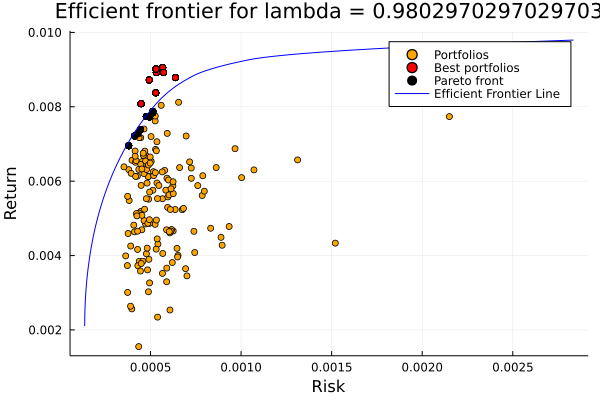 Efficient frontier for lambda = 0.9802970297029703
0.010
0.008
0.006
0.004
0.002
Return
Portfolios
Best portfolios
Pareto front
Efficient Frontier Line
0.0005 0.0010 0.0015 0.0020 0.0025
Risk